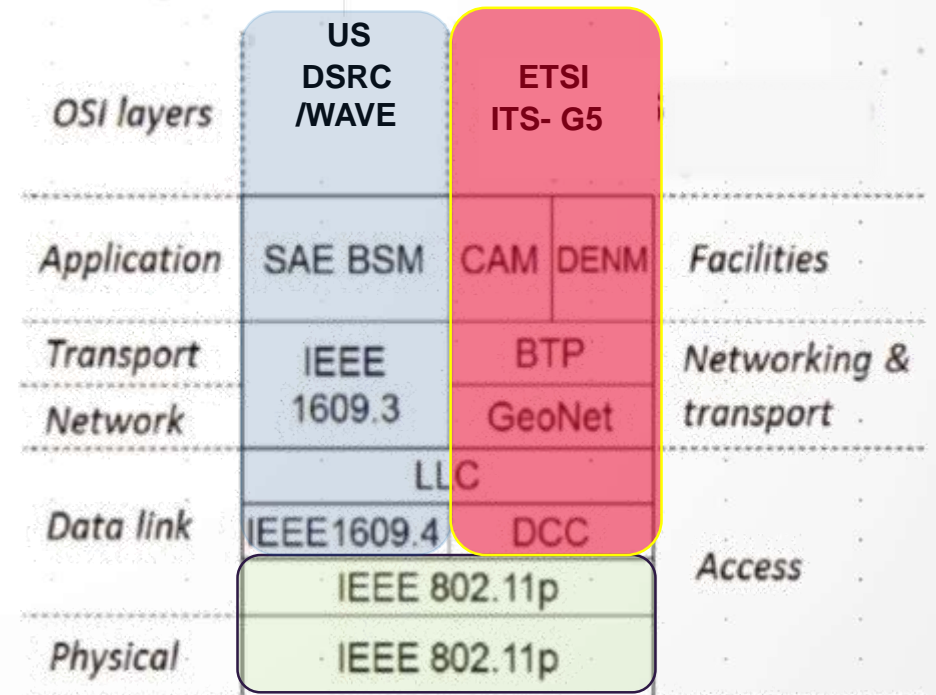 US
DSRC
/WAVE
ETSI
ITS- G5
OSI layers
Application
SAE BSM
CAM
DENM
Facilities
Transport
IEEE
1609.3
BTP
Networking &
transport
Network
GeoNet
LLC
Data link
IEEE1609.4
DCC
Access
IEEE 802.11p
Physical
IEEE 802.11p